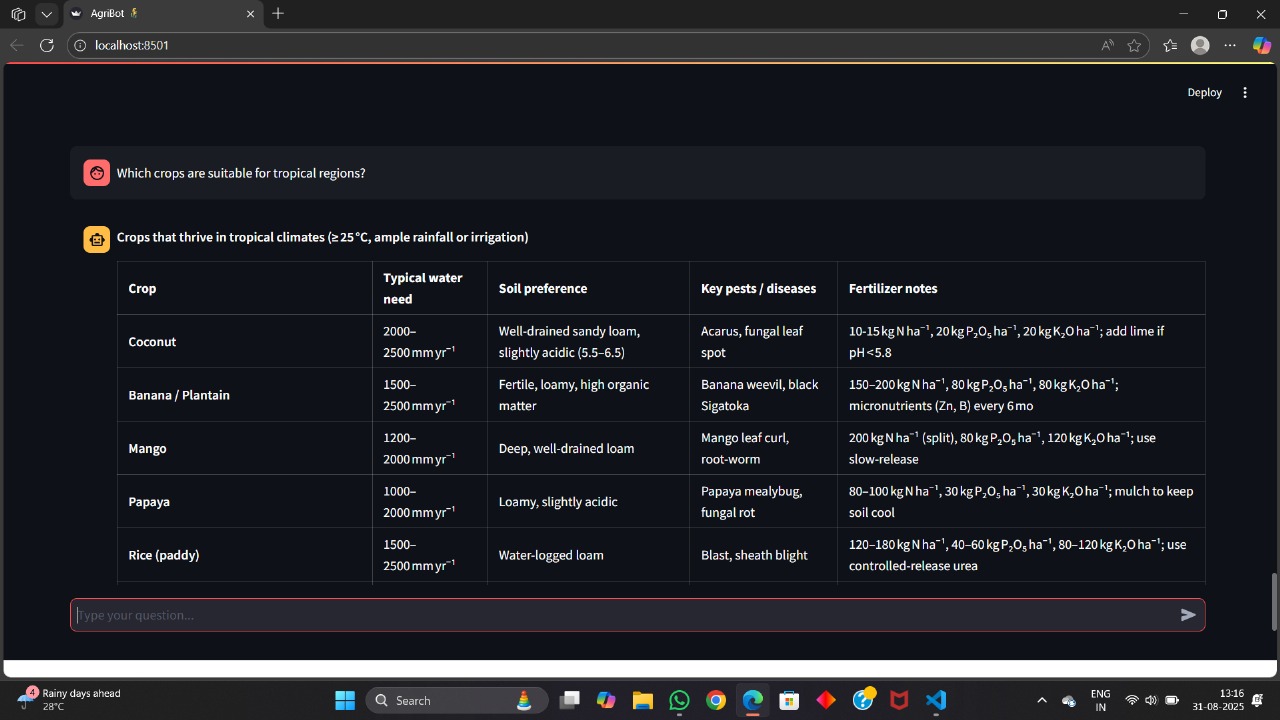 AgriBot
localhost:8501
Deploy
Which crops are suitable for tropical regions?
Crops that thrive in tropical climates (≥ 25 °C, ample rainfall or irrigation)
Crop
Typical water
need
Soil preference
Key pests / diseases
Fertilizer notes
Coconut
2000–
2500 mm yr⁻¹
Well-drained sandy loam,
slightly acidic (5.5–6.5)
Acarus, fungal leaf
spot
10-15 kg N ha⁻¹, 20 kg P₂O₅ ha⁻¹, 20 kg K₂O ha⁻¹; add lime if
pH < 5.8
Banana / Plantain
1500–
2500 mm yr⁻¹
Fertile, loamy, high organic
matter
Banana weevil, black
Sigatoka
150–200 kg N ha⁻¹, 80 kg P₂O₅ ha⁻¹, 80 kg K₂O ha⁻¹;
micronutrients (Zn, B) every 6 mo
Mango
1200–
2000 mm yr⁻¹
Deep, well-drained loam
Mango leaf curl,
root-worm
200 kg N ha⁻¹ (split), 80 kg P₂O₅ ha⁻¹, 120 kg K₂O ha⁻¹; use
slow-release
Papaya
1000–
2000 mm yr⁻¹
Loamy, slightly acidic
Papaya mealybug,
fungal rot
80–100 kg N ha⁻¹, 30 kg P₂O₅ ha⁻¹, 30 kg K₂O ha⁻¹; mulch to keep
soil cool
Rice (paddy)
1500–
2500 mm yr⁻¹
Water-logged loam
Blast, sheath blight
120–180 kg N ha⁻¹, 40–60 kg P₂O₅ ha⁻¹, 80–120 kg K₂O ha⁻¹; use
controlled-release urea
Type your question...
4
Rainy days ahead
28°C
Search
ENG
IN
13:16
31-08-2025